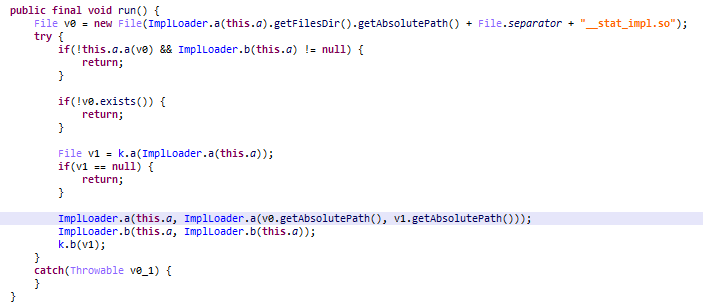 public final void run() {
File v0 = new File(ImplLoader.a(this.a).getFilesDir().getAbsolutePath() + File.separator + "__stat_impl.so");
try {
if(!this.a.a(v0) && ImplLoader.b(this.a) != null) {
return;
}
if(!v0.exists()) {
return;
}
File v1 = k.a(ImplLoader.a(this.a));
if(v1 == null) {
return;
}
ImplLoader.a(this.a, ImplLoader.a(v0.getAbsolutePath(), v1.getAbsolutePath()));
ImplLoader.b(this.a, ImplLoader.b(this.a));
k.b(v1);
}
catch(Throwable v0_1) {
}
}